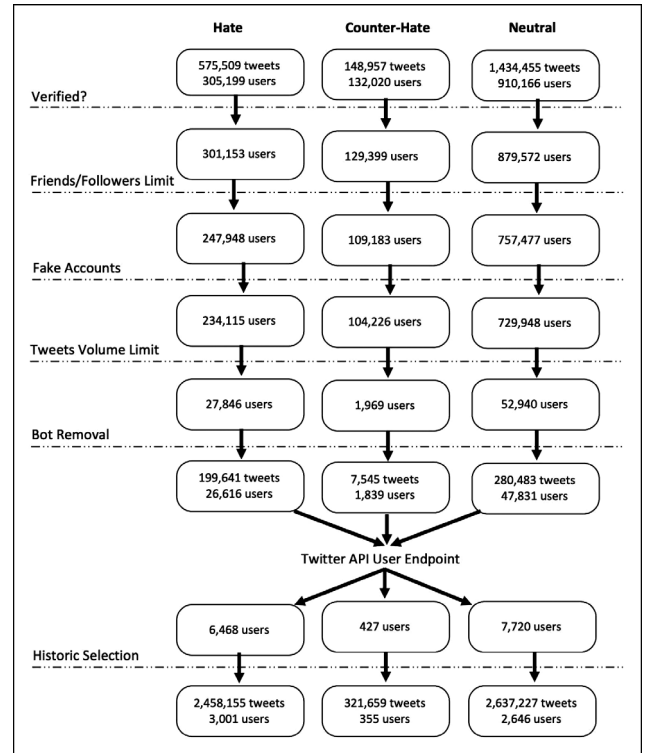 Hate Counter-Hate Neutral
575,509 tweets 148,957 tweets 1,434,455 tweets
305,199 users 132,020 users 910,166 users
Verified?
301,153 users 129,399 users 879,572 users
Friends/Followers Limit
247,948 users 109,183 users 757,477 users
Fake Accounts
234,115 users 104,226 users 729,948 users
Tweets Volume Limit
27,846 users 1,969 users 52,940 users
Bot Removal
199,641 tweets 7,545 tweets 280,483 tweets
26,616 users 1,839 users 47,831 users
Twitter API User Endpoint
6,468 users 427 users 7,720 users
Historic Selection
2,458,155 tweets 321,659 tweets 2,637,227 tweets
3,001 users 355 users 2,646 users